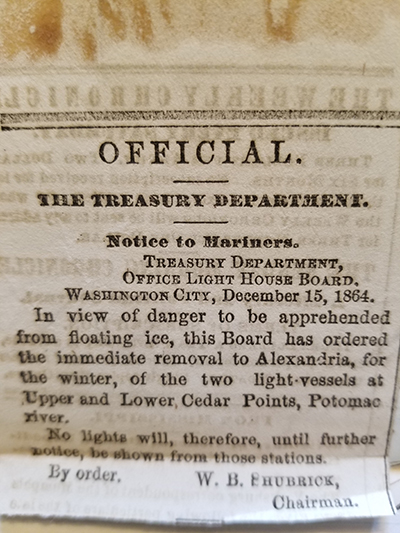 OFFICIAL.
THE TREASURY DEPARTMENT.
Notice to Mariners.
TREASURY DEPARTMENT,
OFFICE LIGHT HOUSE BOARD.
WASHINGTON CITY, December 15, 1864.
In view of danger to be apprehended
from floating ice, this Board has ordered
the immediate removal to Alexandria, for
the winter, of the two light-vessels at
Upper and Lower Cedar Points, Potomac
river.
No lights will, therefore, until further
notice, be shown from those stations.
By order. W. B. SHUBRICK,
Chairman.